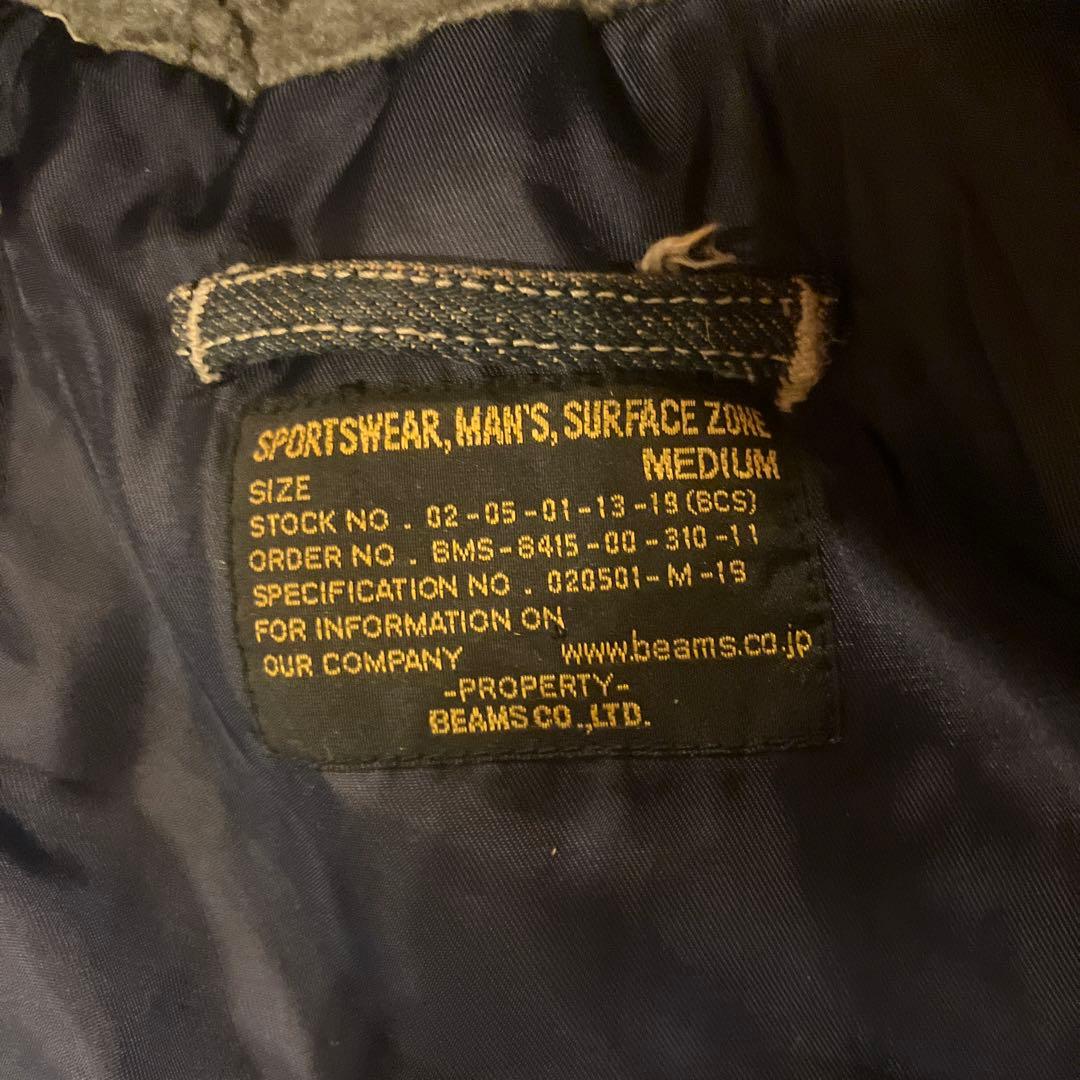 SPORTSWEAR, MAN'S, SURFACE ZONE
SIZE MEDIUM
STOCK NO . 02-05-01-13-19 (BCS)
ORDER NO . BMS-8415-00-310-11
SPECIFICATION NO . 020501-M-19
FOR INFORMATION ON
OUR COMPANY www.beams.co.jp
-PROPERTY-
BEAMS CO.,LTD.